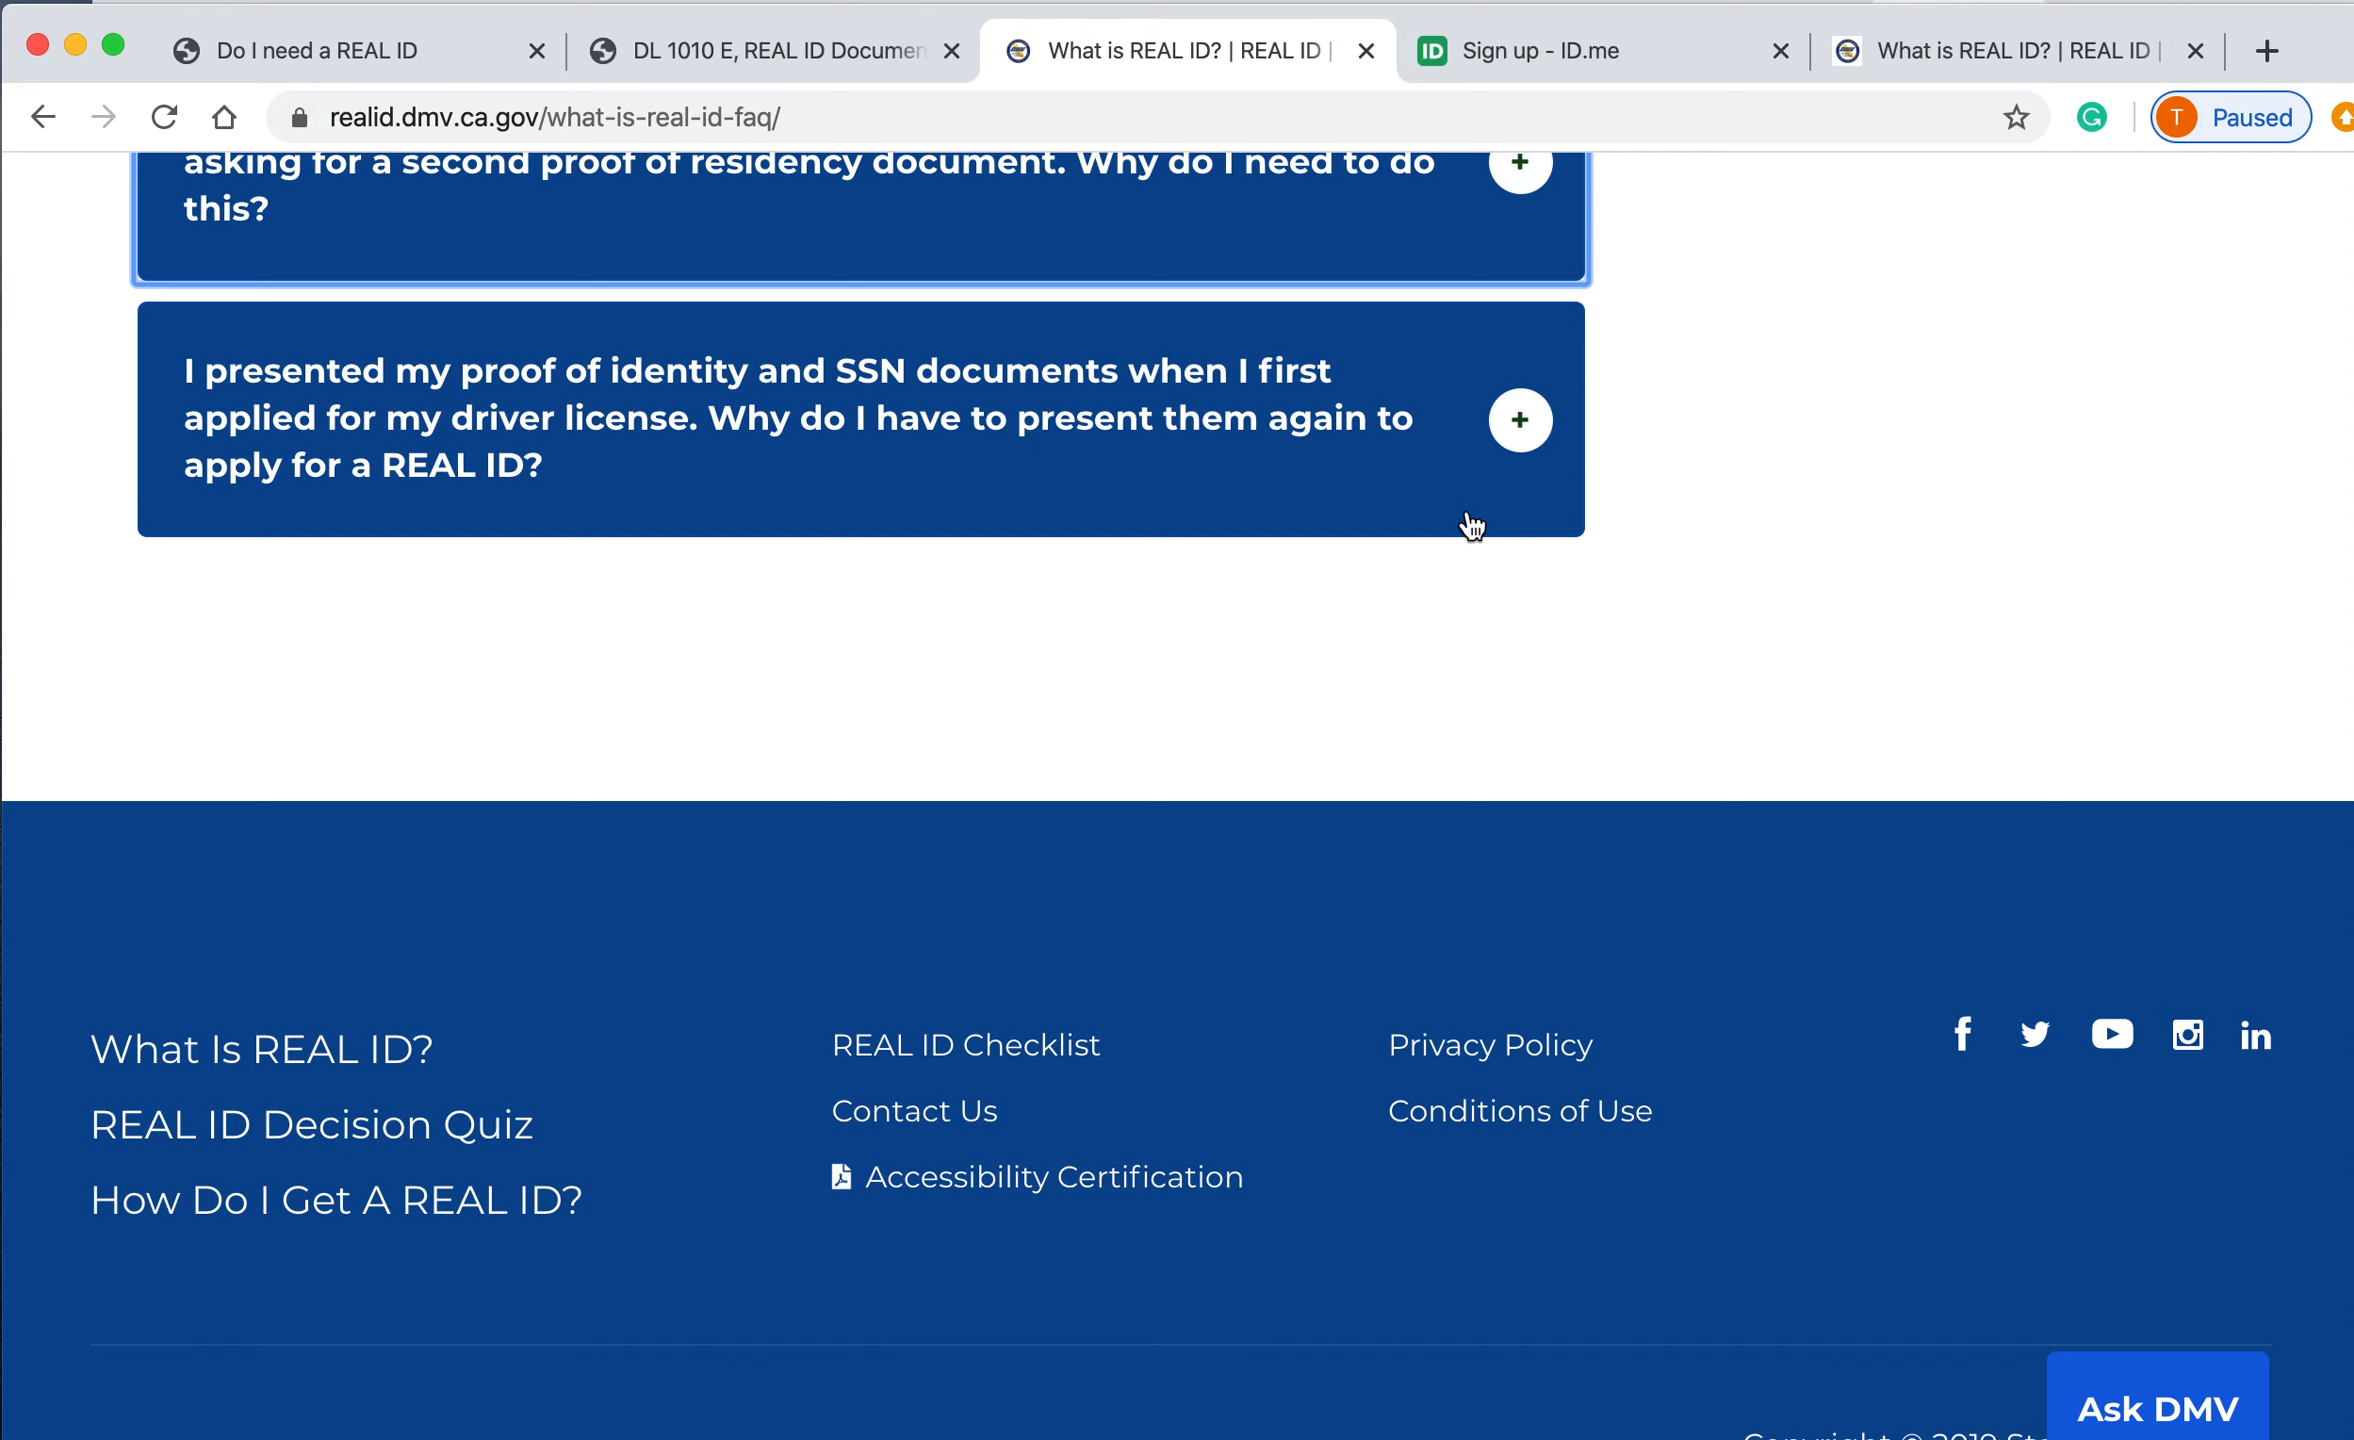 Do I need a REAL ID
DL 1010 E, REAL ID Documen
What is REAL ID? | REAL ID |
ID Sign up - ID.me
What is REAL ID? | REAL ID |
realid.dmv.ca.gov/what-is-real-id-faq/
T Paused
asking for a second proof of residency document. Why do I need to do
this?
+
I presented my proof of identity and SSN documents when I first
applied for my driver license. Why do I have to present them again to
apply for a REAL ID?
+
What Is REAL ID?
REAL ID Decision Quiz
How Do I Get A REAL ID?
REAL ID Checklist
Contact Us
Accessibility Certification
Privacy Policy
Conditions of Use
Ask DMV
Copyright © 2019 Sta